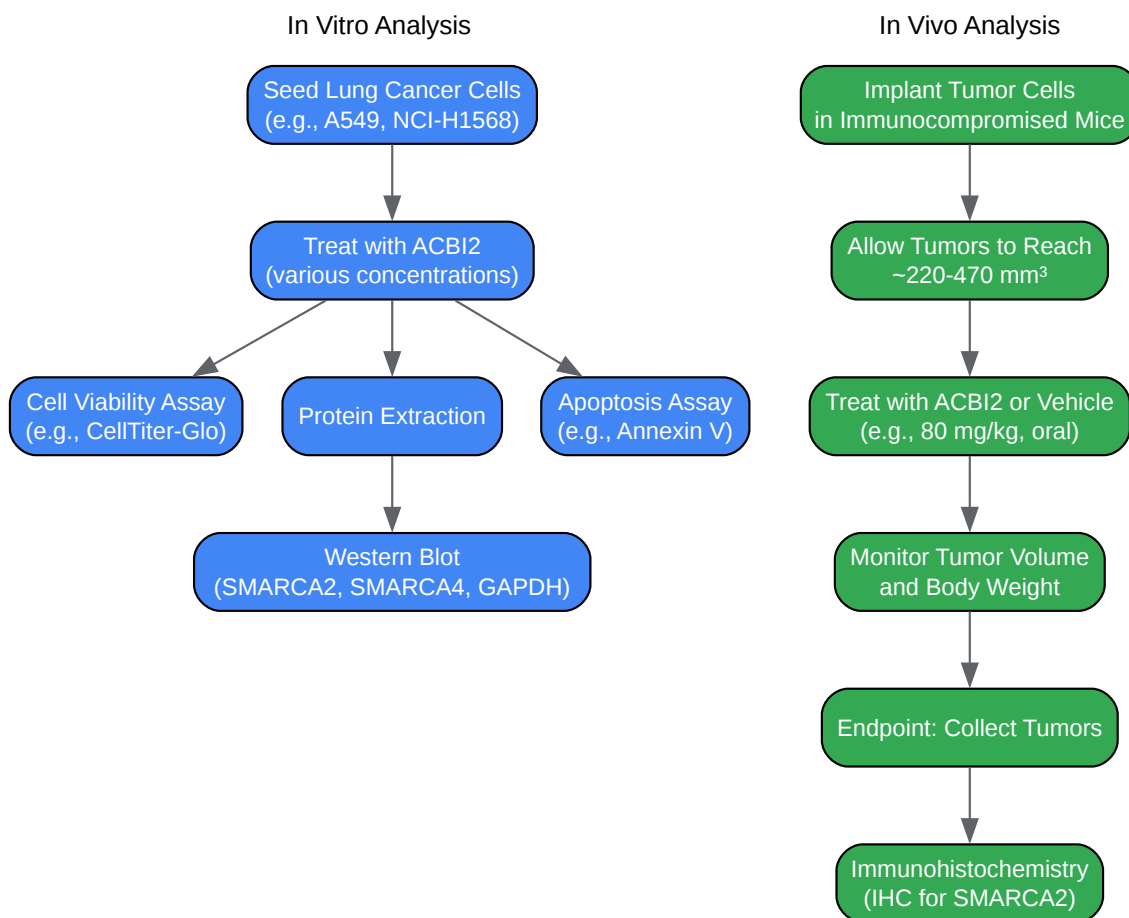 In Vitro Analysis
Seed Lung Cancer Cells
(e.g., A549, NCI-H1568)
Treat with ACBI2
(various concentrations)
Cell Viability Assay
(e.g., CellTiter-Glo)
Protein Extraction
Apoptosis Assay
(e.g., Annexin V)
Western Blot
(SMARCA2, SMARCA4, GAPDH)
In Vivo Analysis
Implant Tumor Cells
in Immunocompromised Mice
Allow Tumors to Reach
~220-470 mm³
Treat with ACBI2 or Vehicle
(e.g., 80 mg/kg, oral)
Monitor Tumor Volume
and Body Weight
Endpoint: Collect Tumors
Immunohistochemistry
(IHC for SMARCA2)